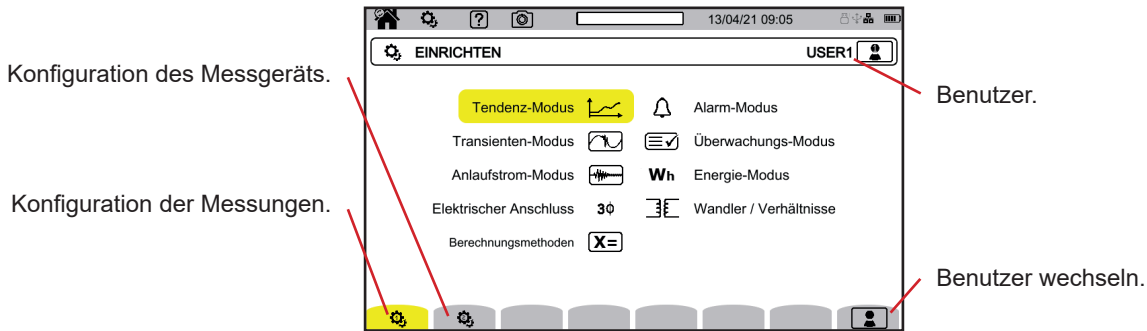 13/04/21 09:05
EINRICHTEN USER1
Konfiguration des Messgeräts.
Benutzer.
Tendenz-Modus Alarm-Modus
Transienten-Modus Überwachungs-Modus
Anlaufstrom-Modus Wh Energie-Modus
Konfiguration der Messungen.
Elektrischer Anschluss 3ϕ Wandler / Verhältnisse
Berechnungsmethoden X=
Benutzer wechseln.